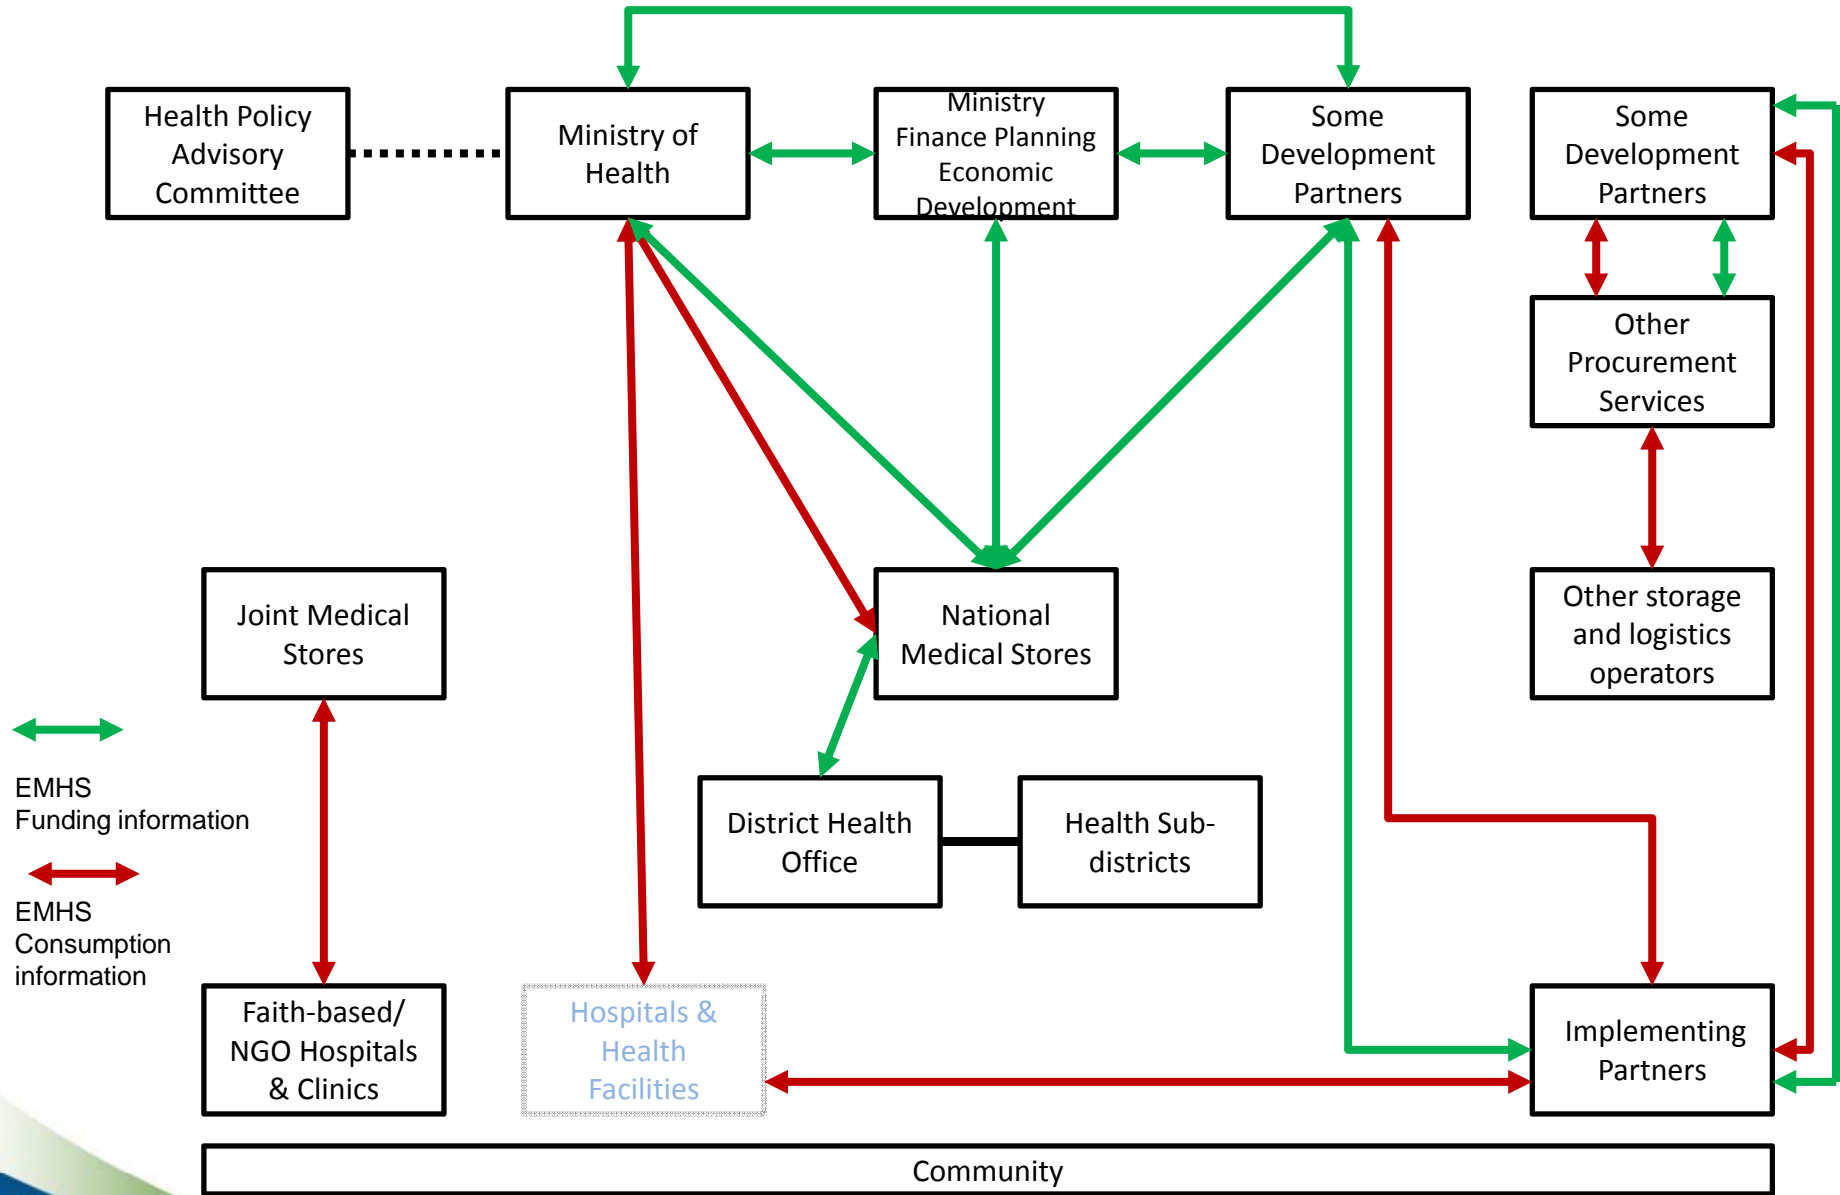 Health Policy
Advisory
Committee
Ministry of
Health
Ministry
Finance Planning
Economic
Development
Some
Development
Partners
Some
Development
Partners
Other
Procurement
Services
Joint Medical
Stores
National
Medical Stores
Other storage
and logistics
operators
EMHS
Funding information
District Health
Office
Health Sub-
districts
EMHS
Consumption
information
Faith-based/
NGO Hospitals
& Clinics
Hospitals &
Health
Facilities
Implementing
Partners
Community